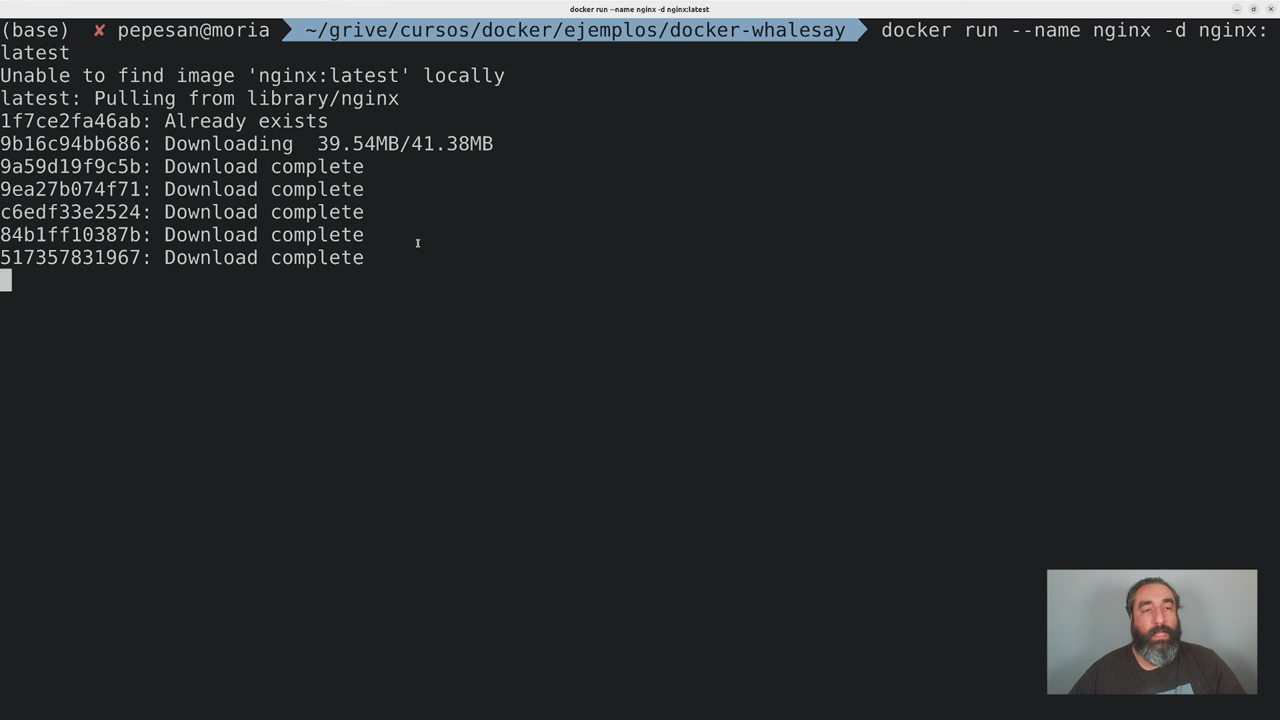 docker run --name nginx -d nginx:latest
(base) ✘ pepesan@moria ~/grive/cursos/docker/ejemplos/docker-whalesay docker run --name nginx -d nginx:
latest
Unable to find image 'nginx:latest' locally
latest: Pulling from library/nginx
1f7ce2fa46ab: Already exists
9b16c94bb686: Downloading  39.54MB/41.38MB
9a59d19f9c5b: Download complete
9ea27b074f71: Download complete
c6edf33e2524: Download complete
84b1ff10387b: Download complete
517357831967: Download complete